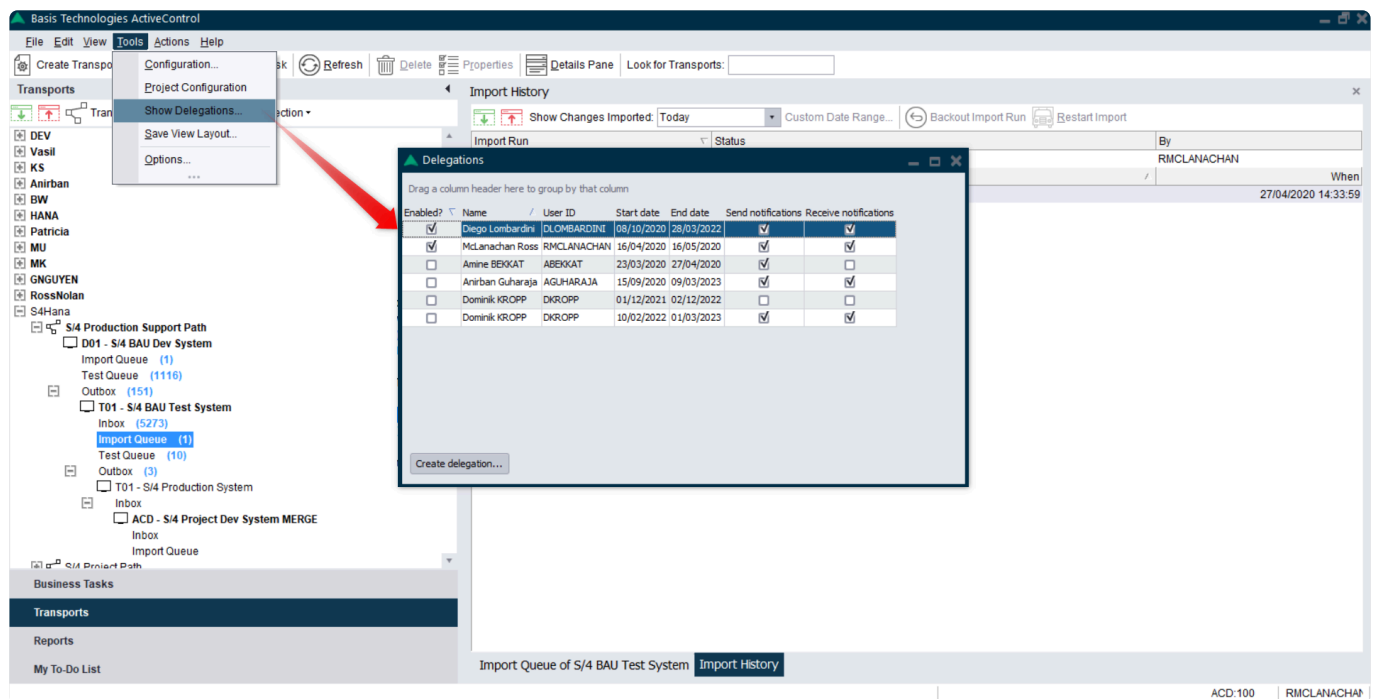 Basis Technologies ActiveControl
File Edit View Tools Actions Help
Create Transpo sk Refresh Delete Properties Details Pane Look for Transports:
Configuration...
Project Configuration
Show Delegations...
Save View Layout...
Options...
Transports
Tran ection
DEV
Vasil
KS
Anirban
BW
HANA
Patricia
MU
MK
GNGUYEN
RossNolan
S4Hana
S/4 Production Support Path
D01 - S/4 BAU Dev System
Import Queue (1)
Test Queue (1116)
Outbox (151)
T01 - S/4 BAU Test System
Inbox (5273)
Import Queue (1)
Test Queue (10)
Outbox (3)
T01 - S/4 Production System
Inbox
ACD - S/4 Project Dev System MERGE
Inbox
Import Queue
S/4 Project Path
Business Tasks
Transports
Reports
My To-Do List
Import History
Show Changes Imported: Today Custom Date Range... Backout Import Run Restart Import
Import Run Status By
RMCLANACHAN
When
27/04/2020 14:33:59
Delegations
Drag a column header here to group by that column
Enabled? Name User ID Start date End date Send notifications Receive notifications
Diego Lombardini DLOMBARDINI 08/10/2020 28/03/2022
McLanachan Ross RMCLANACHAN 16/04/2020 16/05/2020
Amine BEKKAT ABEKKAT 23/03/2020 27/04/2020
Anirban Guharaja AGUHARAJA 15/09/2020 09/03/2023
Dominik KROPP DKROPP 01/12/2021 02/12/2022
Dominik KROPP DKROPP 10/02/2022 01/03/2023
Create delegation...
Import Queue of S/4 BAU Test System Import History
ACD:100 RMCLANACHAN